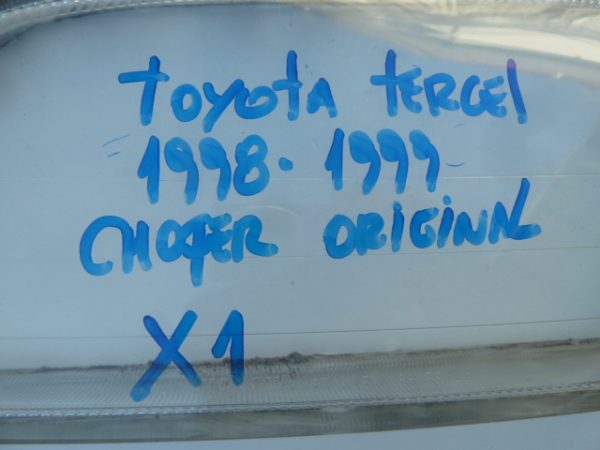 TOYOTA TERCEl
1998. 1999
CHOFER ORIGINAL
X1